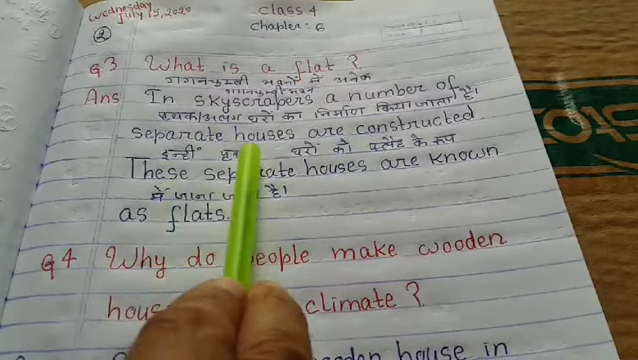 Wednesday
July 15, 2020
Class 4
Chapter : 6
2
Q3 What is a flat ?
गगनचुम्बी भवनों में अनेक
गगनचुम्बी भवन
Ans In skyscrapers a number of
घरों का निर्माण किया जाता है।
separate houses are constructed.
इन्हीं घरों को फ्लैट के रूप
These separate houses are known
में जाना जाता है।
as flats.
Q4 Why do people make wooden
climate ?
house in